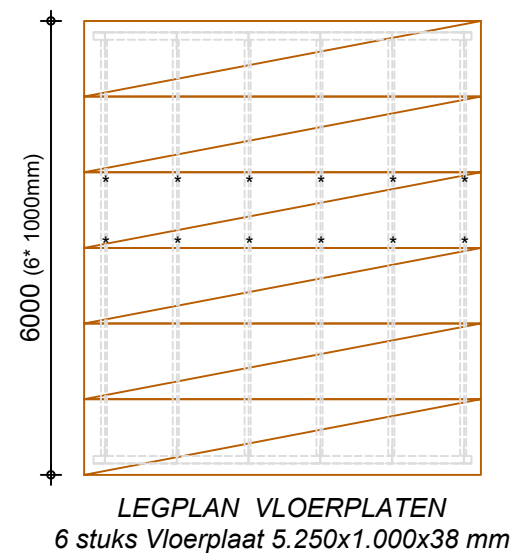 6000 (6* 1000mm)
* * * * * *
* * * * * *
LEGPLAN VLOERPLATEN
6 stuks Vloerplaat 5.250x1.000x38 mm